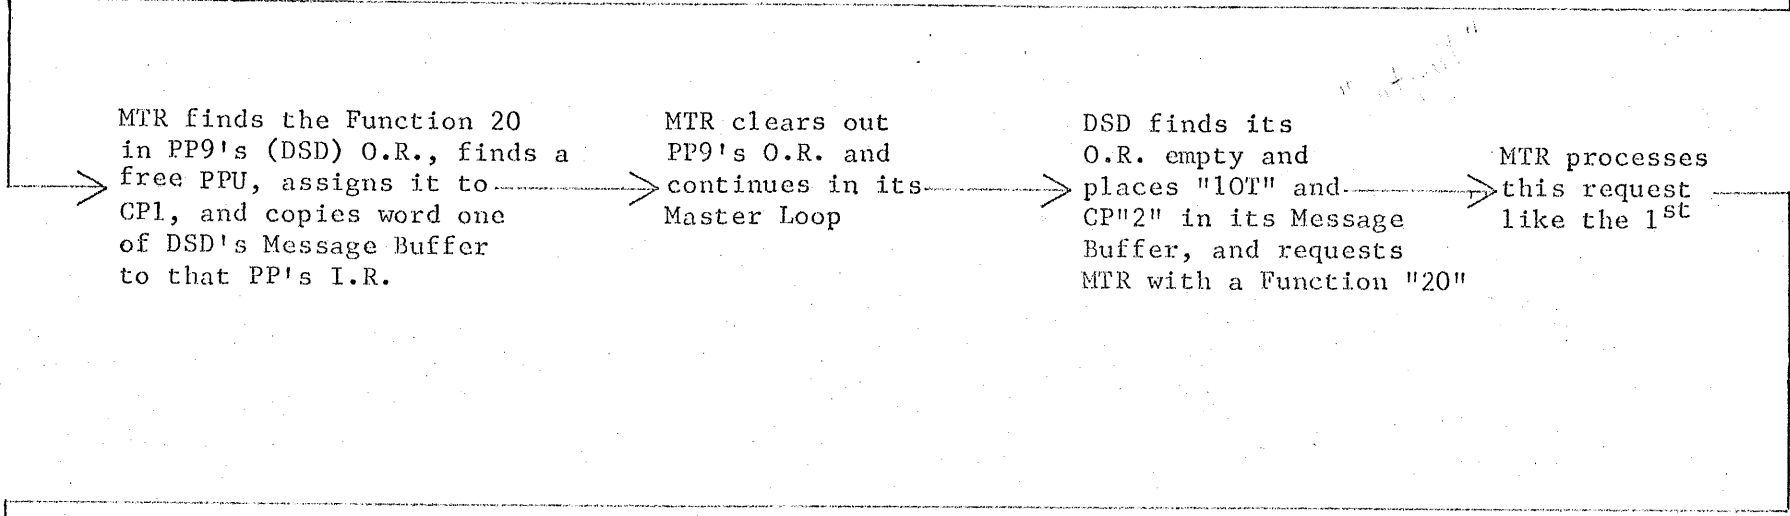 MTR finds the Function 20
in PP9's (DSD) O.R., finds a
free PPU, assigns it to
CP1, and copies word one
of DSD's Message Buffer
to that PP's I.R.
MTR clears out
PP9's O.R. and
continues in its
Master Loop
DSD finds its
O.R. empty and
places "1OT" and
CP"2" in its Message
Buffer, and requests
MTR with a Function "20"
MTR processes
this request
like the 1st